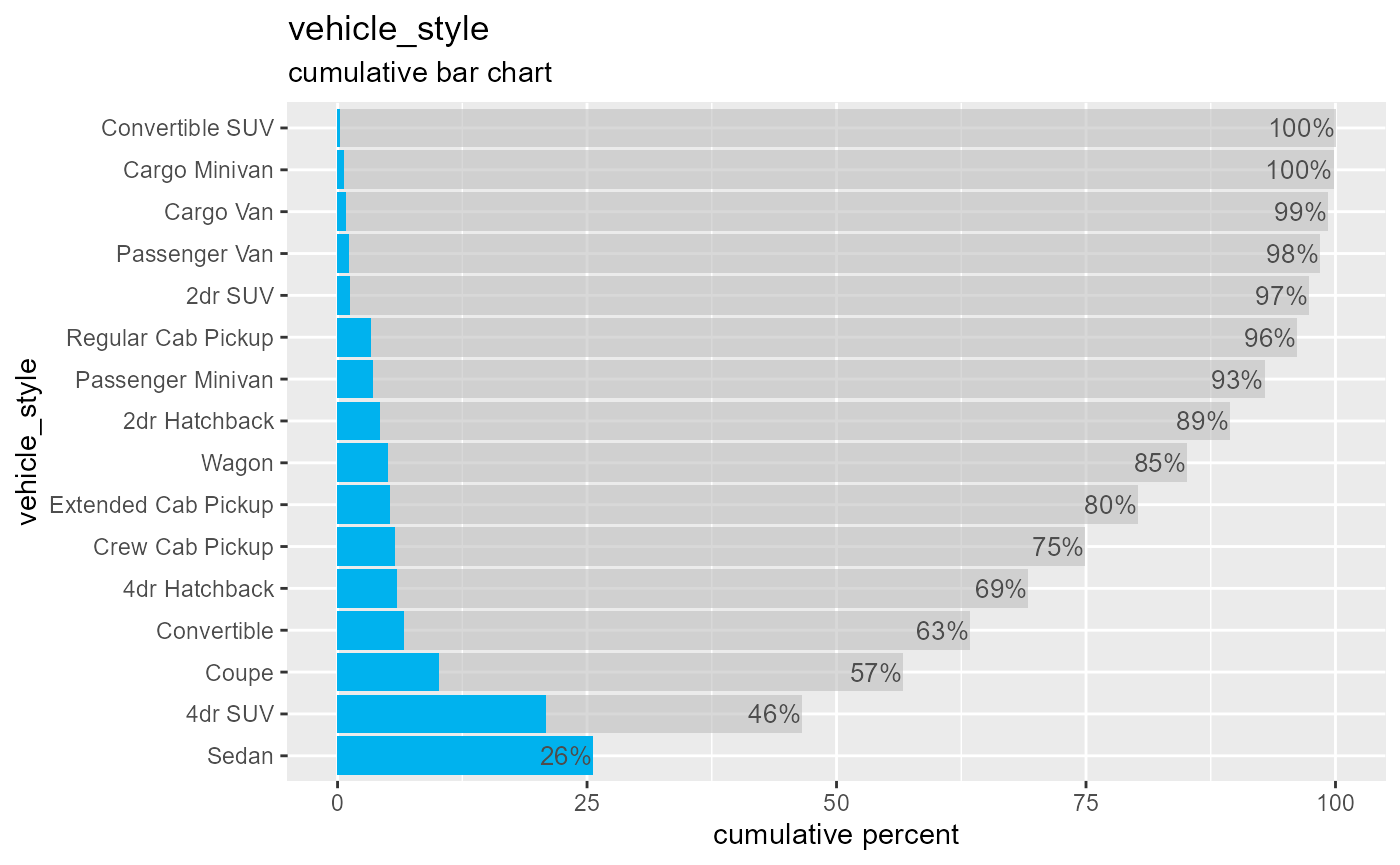 vehicle_style
cumulative bar chart
vehicle_style
Convertible SUV 100%
Cargo Minivan 100%
Cargo Van 99%
Passenger Van 98%
2dr SUV 97%
Regular Cab Pickup 96%
Passenger Minivan 93%
2dr Hatchback 89%
Wagon 85%
Extended Cab Pickup 80%
Crew Cab Pickup 75%
4dr Hatchback 69%
Convertible 63%
Coupe 57%
4dr SUV 46%
Sedan 26%
0 25 50 75 100
cumulative percent